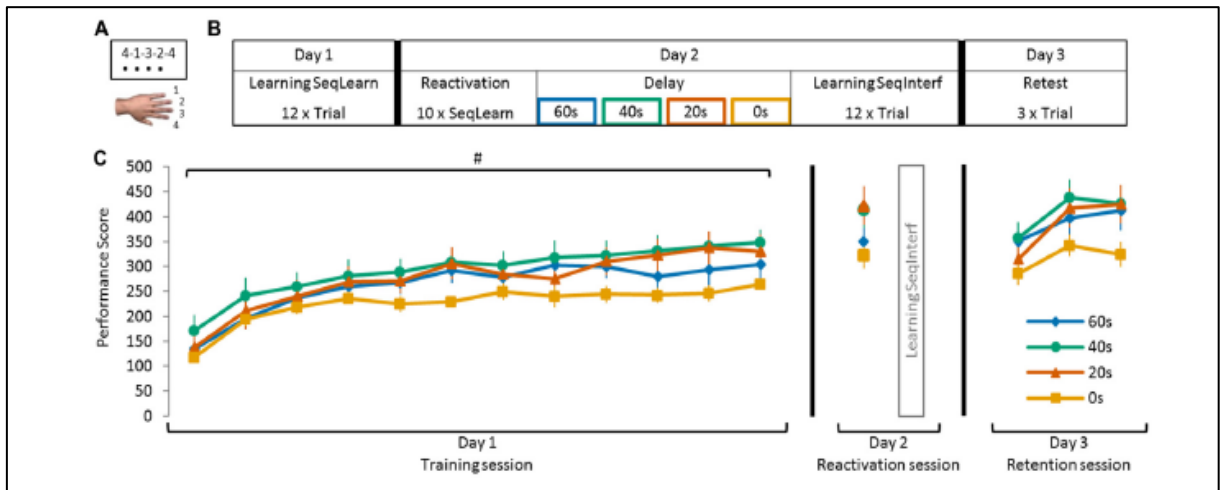 A
4-1-3-2-4
1
2
3
4
B
Day 1 Day 2 Day 3
Learning SeqLearn Reactivation Delay Learning SeqInterf Retest
12 x Trial 10 x SeqLearn 60s 40s 20s 0s 12 x Trial 3 x Trial
C
#
Performance Score
500
450
400
350
300
250
200
150
100
50
0
Learning SeqInterf
60s
40s
20s
0s
Day 1 Day 2 Day 3
Training session Reactivation session Retention session